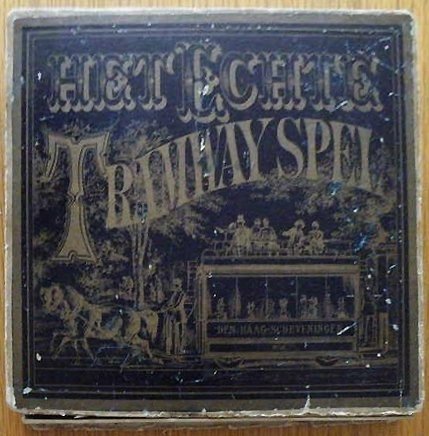 HET ECHTE
TRAMWAY SPEL
DEN-HAAG-SCHEVENINGEN